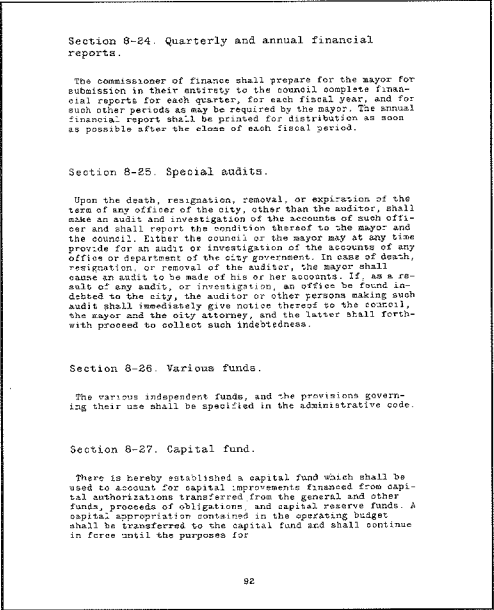 Section 8-24. Quarterly and annual financial
reports.
The commissioner of finance shall prepare for the mayor for
submission in their entirety to the council complete finan-
cial reports for each quarter, for each fiscal year, and for
such other periods as may be required by the mayor. The annual
financial report shall be printed for distribution as soon
as possible after the close of each fiscal period.
Section 8-25. Special audits.
Upon the death, resignation, removal, or expiration of the
term of any officer of the city, other than the auditor, shall
make an audit and investigation of the accounts of such offi-
cer and shall report the condition thereof to the mayor and
the council. Either the council or the mayor may at any time
provide for an audit or investigation of the accounts of any
office or department of the city government. In case of death,
resignation, or removal of the auditor, the mayor shall
cause an audit to be made of his or her accounts. If, as a re-
sult of any audit, or investigation, an office be found in-
debted to the city, the auditor or other persons making such
audit shall immediately give notice thereof to the council,
the mayor and the city attorney, and the latter shall forth-
with proceed to collect such indebtedness.
Section 8-26. Various funds.
The various independent funds, and the provisions govern-
ing their use shall be specified in the administrative code.
Section 8-27. Capital fund.
There is hereby established a capital fund which shall be
used to account for capital improvements financed from capi-
tal authorizations transferred from the general and other
funds, proceeds of obligations, and capital reserve funds. A
capital appropriation contained in the operating budget
shall be transferred to the capital fund and shall continue
in force until the purposes for
92